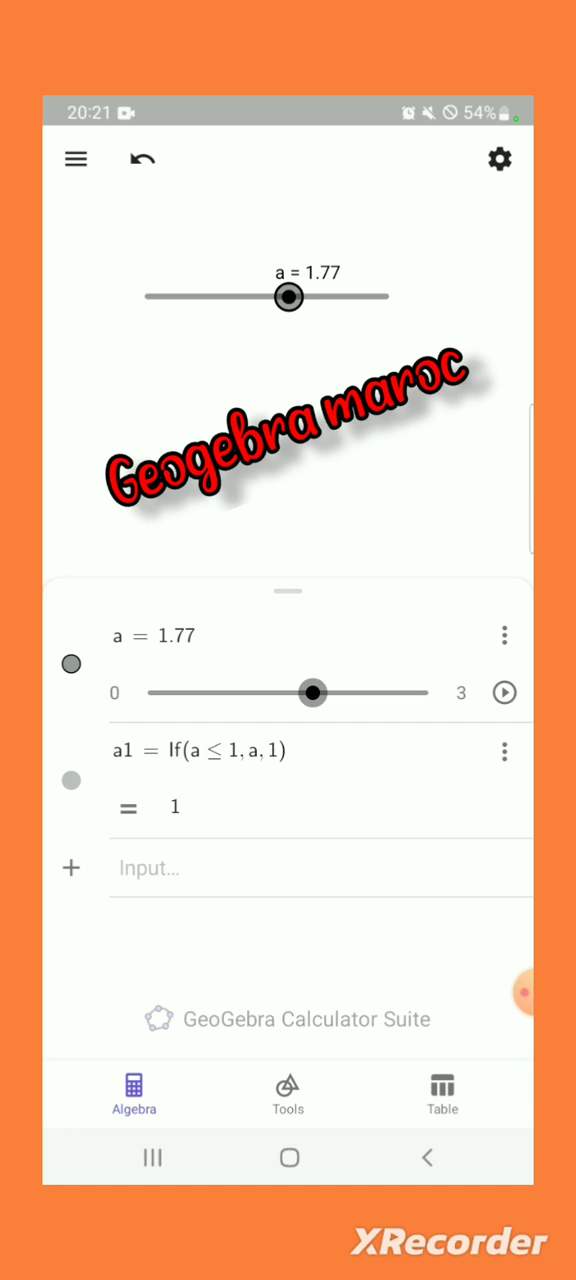 20:21 54%
a = 1.77
Geogebra maroc
a = 1.77
0 3
a1 = If(a ≤ 1, a, 1)
= 1
+ Input...
GeoGebra Calculator Suite
Algebra Tools Table
XRecorder